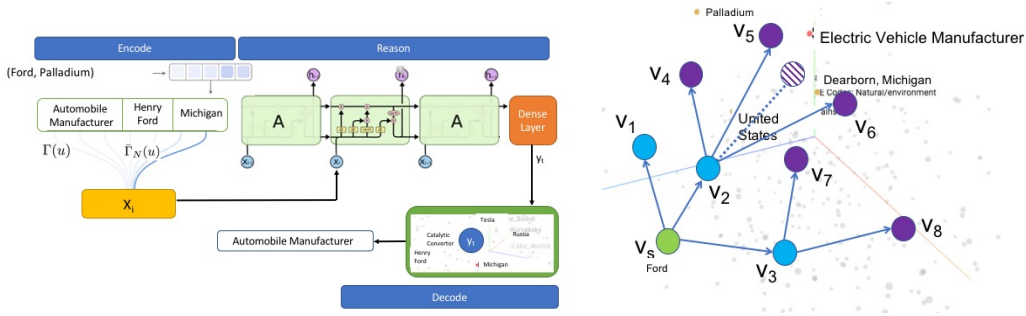 Encode
Reason
(Ford, Palladium)
Automobile Manufacturer
Henry Ford
Michigan
Γ(u)
Γ̄N(u)
Xi
A
A
Dense Layer
yt
Tesla
Russia
Catalytic Convertor
yt
Henry Ford
Michigan
Automobile Manufacturer
Decode
Palladium
v5
Electric Vehicle Manufacturer
v4
Dearborn, Michigan
Natural/environment
v1
United States
v6
v2
v7
vs
Ford
v3
v8